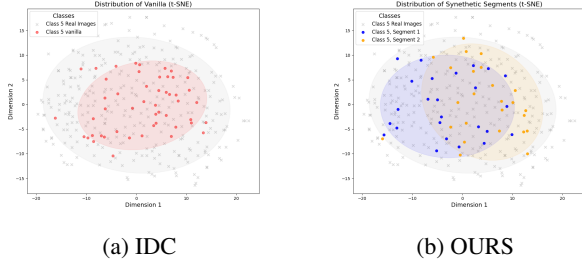 Distribution of Vanilla (t-SNE)
Classes
Class 5 Real Images
Class 5 vanilla
Dimension 2
15
10
5
0
−5
−10
−15
−20
−10
0
10
20
Dimension 1
(a) IDC
Distribution of Synethetic Segments (t-SNE)
Classes
Class 5 Real Images
Class 5, Segment 1
Class 5, Segment 2
Dimension 2
15
10
5
0
−5
−10
−15
−20
−10
0
10
20
Dimension 1
(b) OURS